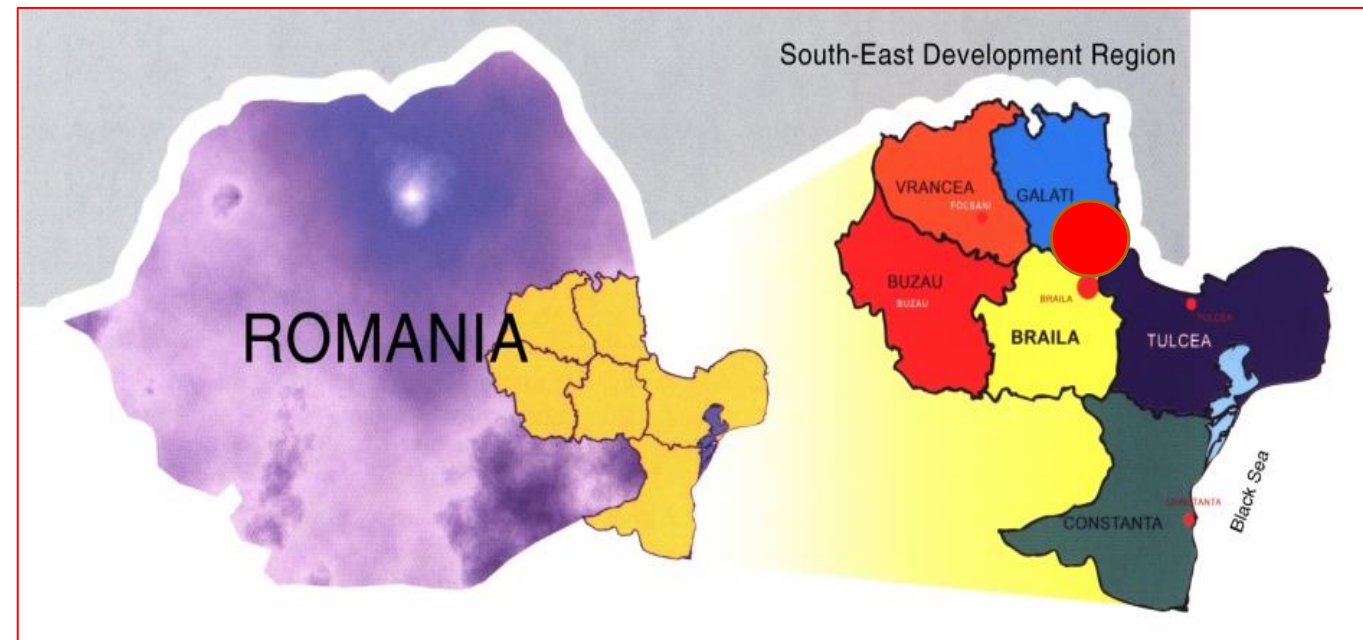 South-East Development Region
VRANCEA
FOCSANI
GALATI
BUZAU
BUZAU
BRAILA
BRAILA
TULCEA
TULCEA
ROMANIA
CONSTANTA
CONSTANTA
Black Sea